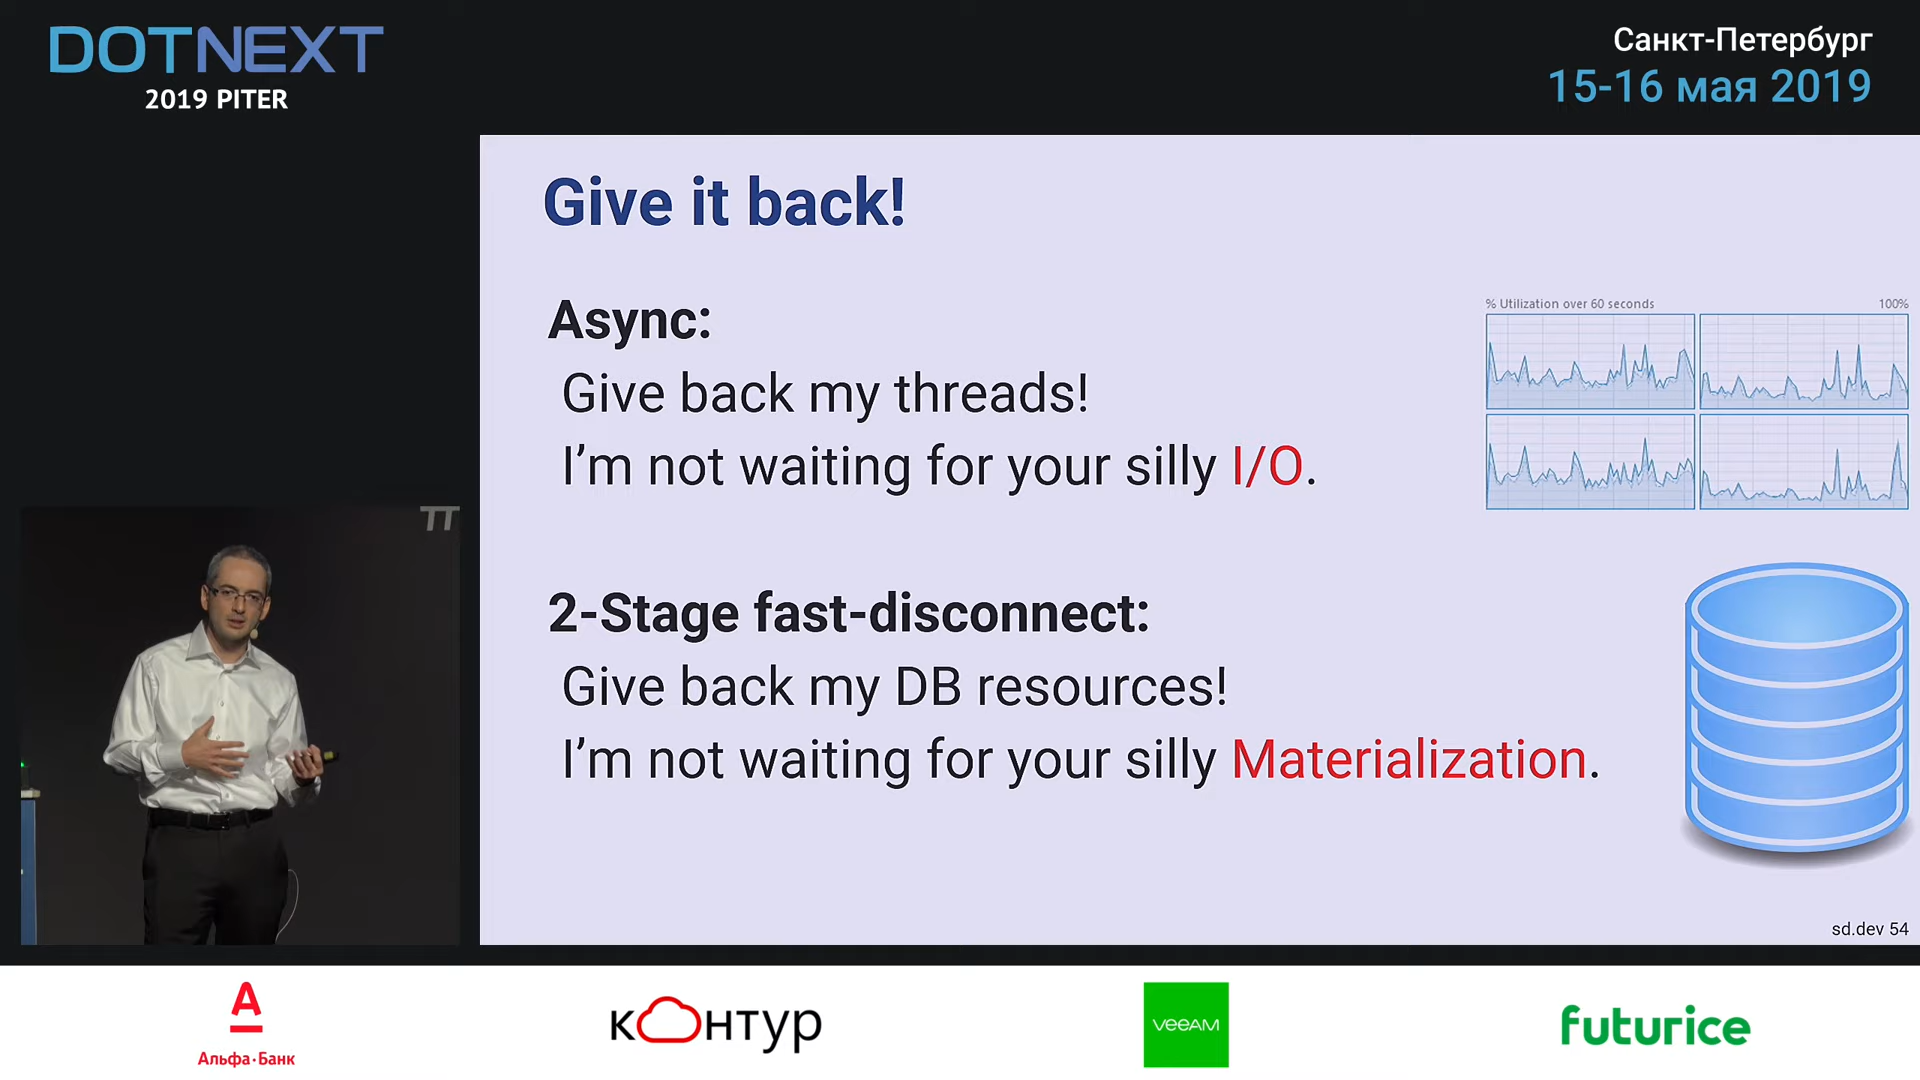 DOTNEXT
2019 PITER
Санкт-Петербург
15-16 мая 2019
Give it back!
Async:
Give back my threads!
I’m not waiting for your silly I/O.
% Utilization over 60 seconds 100%
2-Stage fast-disconnect:
Give back my DB resources!
I’m not waiting for your silly Materialization.
sd.dev 54
TT
А
Альфа·Банк
контур
veeAM
futurice